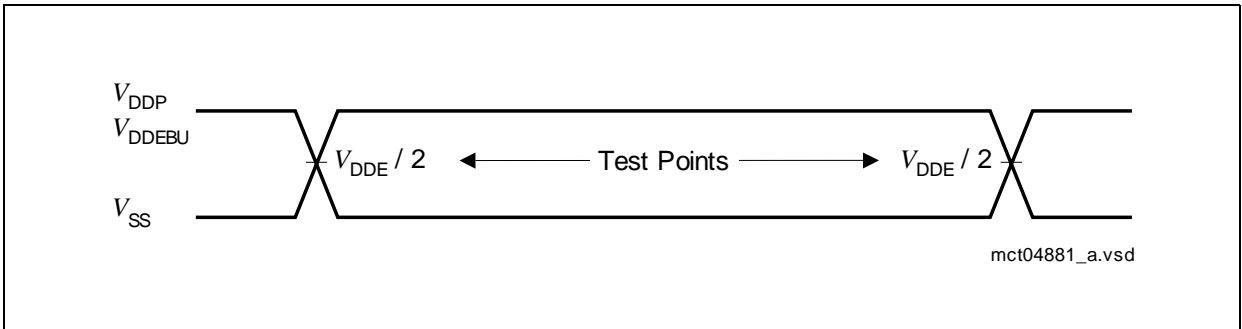 VDDP
VDDEBU
VDDE / 2 Test Points VDDE / 2
VSS
mct04881_a.vsd